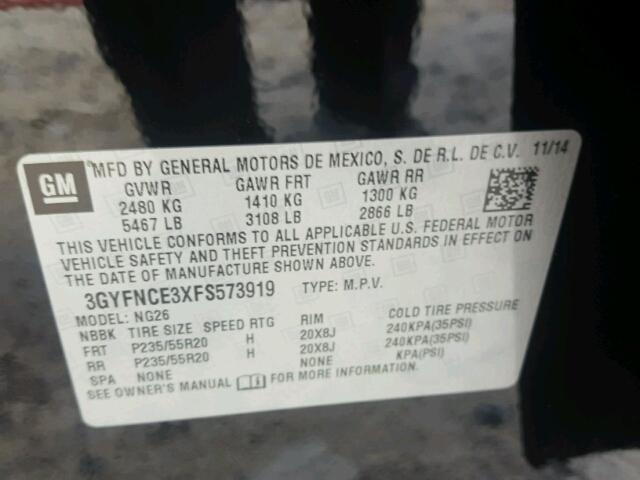 GM
MFD BY GENERAL MOTORS DE MEXICO, S. DE R.L. DE C.V. 11/14
GVWR GAWR FRT GAWR RR
2480 KG 1410 KG 1300 KG
5467 LB 3108 LB 2866 LB
THIS VEHICLE CONFORMS TO ALL APPLICABLE U.S. FEDERAL MOTOR
VEHICLE SAFETY AND THEFT PREVENTION STANDARDS IN EFFECT ON
THE DATE OF MANUFACTURE SHOWN ABOVE.
3GYFNCE3XFS573919 TYPE: M.P.V.
MODEL: NG26
NBBK TIRE SIZE SPEED RTG RIM COLD TIRE PRESSURE
FRT P235/55R20 H 20X8J 240KPA(35PSI)
RR P235/55R20 H 20X8J 240KPA(35PSI)
SPA NONE NONE KPA(PSI)
SEE OWNER'S MANUAL FOR MORE INFORMATION.